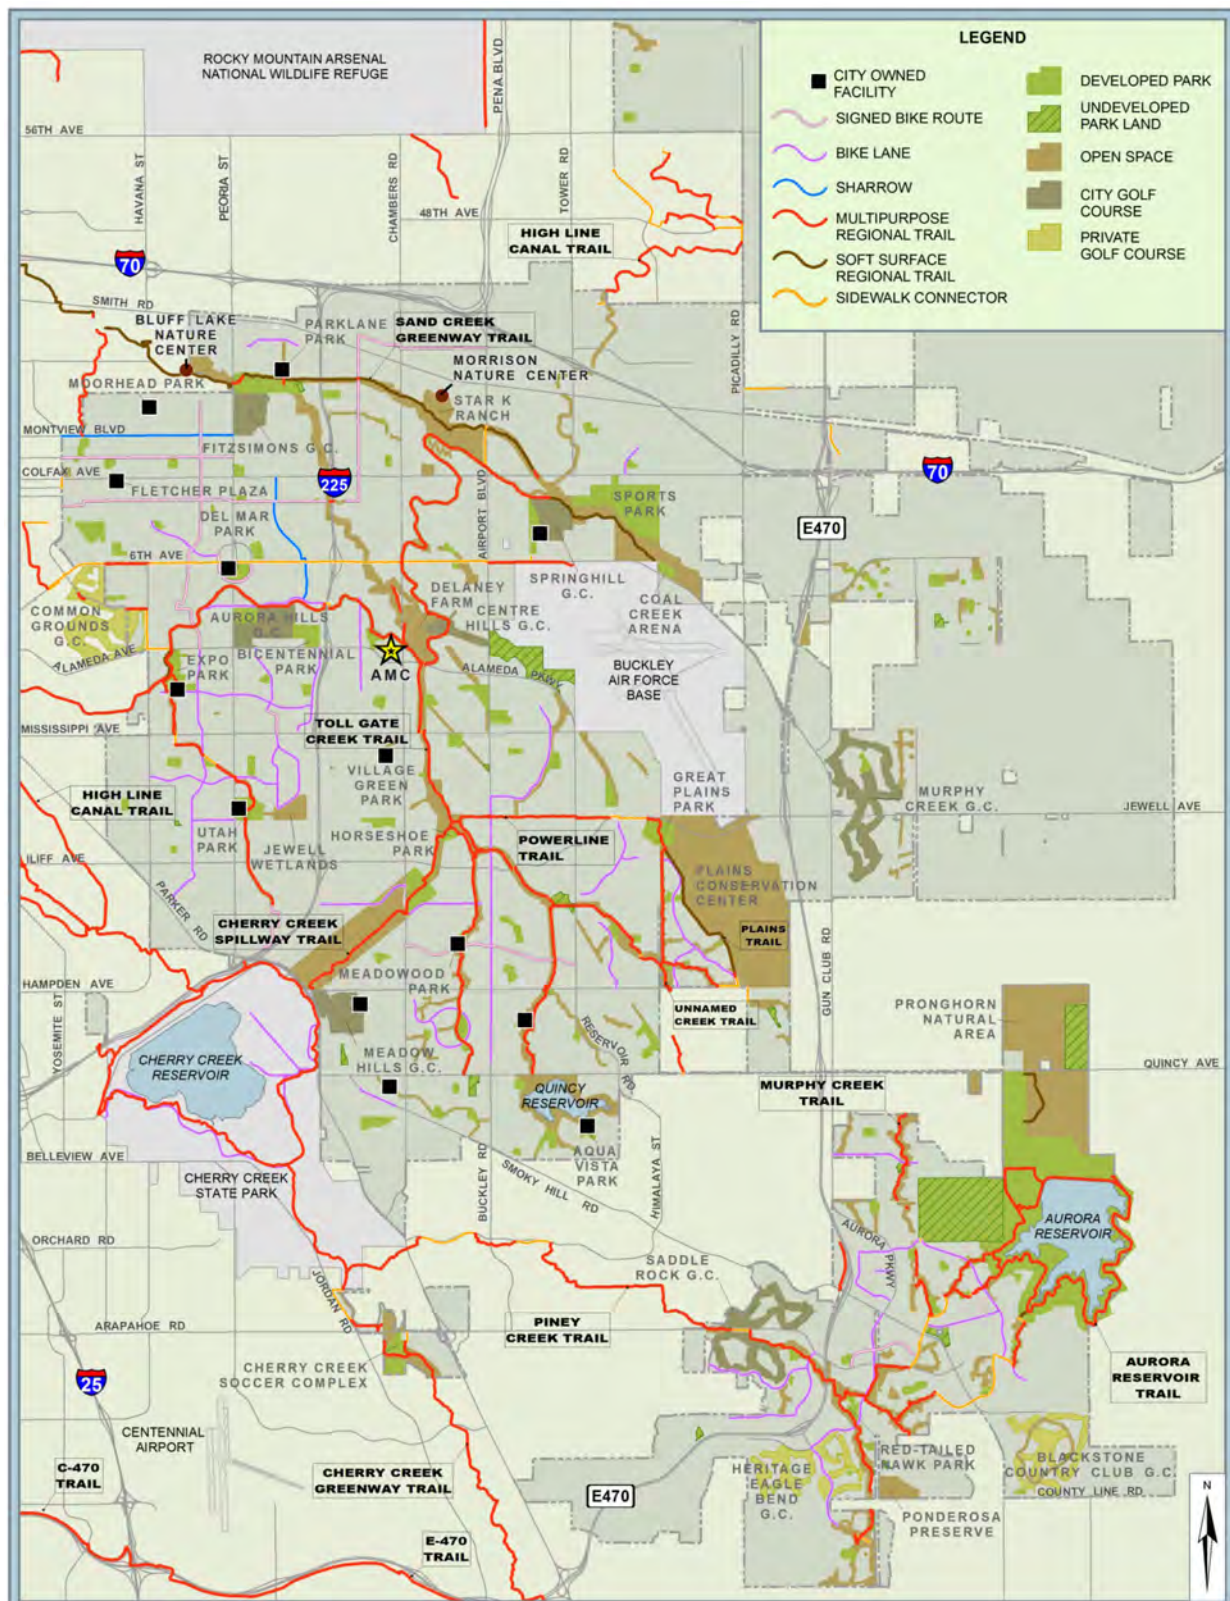 LEGEND
CITY OWNED
FACILITY
SIGNED BIKE ROUTE
BIKE LANE
SHARROW
MULTIPURPOSE
REGIONAL TRAIL
SOFT SURFACE
REGIONAL TRAIL
SIDEWALK CONNECTOR
DEVELOPED PARK
UNDEVELOPED
PARK LAND
OPEN SPACE
CITY GOLF
COURSE
PRIVATE
GOLF COURSE
ROCKY MOUNTAIN ARSENAL
NATIONAL WILDLIFE REFUGE
PENA BLVD
56TH AVE
HAVANA ST
PEORIA ST
CHAMBERS RD
TOWER RD
48TH AVE
HIGH LINE
CANAL TRAIL
70
SMITH RD
BLUFF LAKE
NATURE
CENTER
PARKLANE
PARK
SAND CREEK
GREENWAY TRAIL
PICADILLY RD
MORRISON
NATURE CENTER
MOORHEAD PARK
STAR K
RANCH
MONTVIEW BLVD
FITZSIMONS G.C.
COLFAX AVE
FLETCHER PLAZA
225
70
AIRPORT BLVD
SPORTS
PARK
DEL MAR
PARK
E470
6TH AVE
SPRINGHILL
G.C.
DELANEY
FARM
COMMON
GROUNDS
G.C.
AURORA HILLS
G.C.
CENTRE
HILLS G.C.
COAL
CREEK
ARENA
ALAMEDA AVE
EXPO
PARK
BICENTENNIAL
PARK
AMC
ALAMEDA PKWY
BUCKLEY
AIR FORCE
BASE
MISSISSIPPI AVE
TOLL GATE
CREEK TRAIL
VILLAGE
GREEN
PARK
GREAT
PLAINS
PARK
MURPHY
CREEK G.C.
HIGH LINE
CANAL TRAIL
JEWELL AVE
UTAH
PARK
HORSESHOE
PARK
POWERLINE
TRAIL
JEWELL
WETLANDS
ILIFF AVE
PLAINS
CONSERVATION
CENTER
PARKER RD
CHERRY CREEK
SPILLWAY TRAIL
PLAINS
TRAIL
GUN CLUB RD
HAMPDEN AVE
MEADOWOOD
PARK
YOSEMITE ST
UNNAMED
CREEK TRAIL
PRONGHORN
NATURAL
AREA
RESERVOIR RD
CHERRY CREEK
RESERVOIR
MEADOW
HILLS G.C.
QUINCY AVE
QUINCY
RESERVOIR
MURPHY CREEK
TRAIL
BELLEVIEW AVE
BUCKLEY RD
AQUA
VISTA
PARK
HIMALAYA ST
CHERRY CREEK
STATE PARK
SMOKY HILL RD
AURORA
RESERVOIR
ORCHARD RD
AURORA PKWY
SADDLE
ROCK G.C.
JORDAN RD
PINEY
CREEK TRAIL
ARAPAHOE RD
CHERRY CREEK
SOCCER COMPLEX
AURORA
RESERVOIR
TRAIL
25
CENTENNIAL
AIRPORT
RED-TAILED
HAWK PARK
BLACKSTONE
COUNTRY CLUB G.C.
C-470
TRAIL
CHERRY CREEK
GREENWAY TRAIL
HERITAGE
EAGLE
BEND
G.C.
COUNTY LINE RD
N
E470
PONDEROSA
PRESERVE
E-470
TRAIL